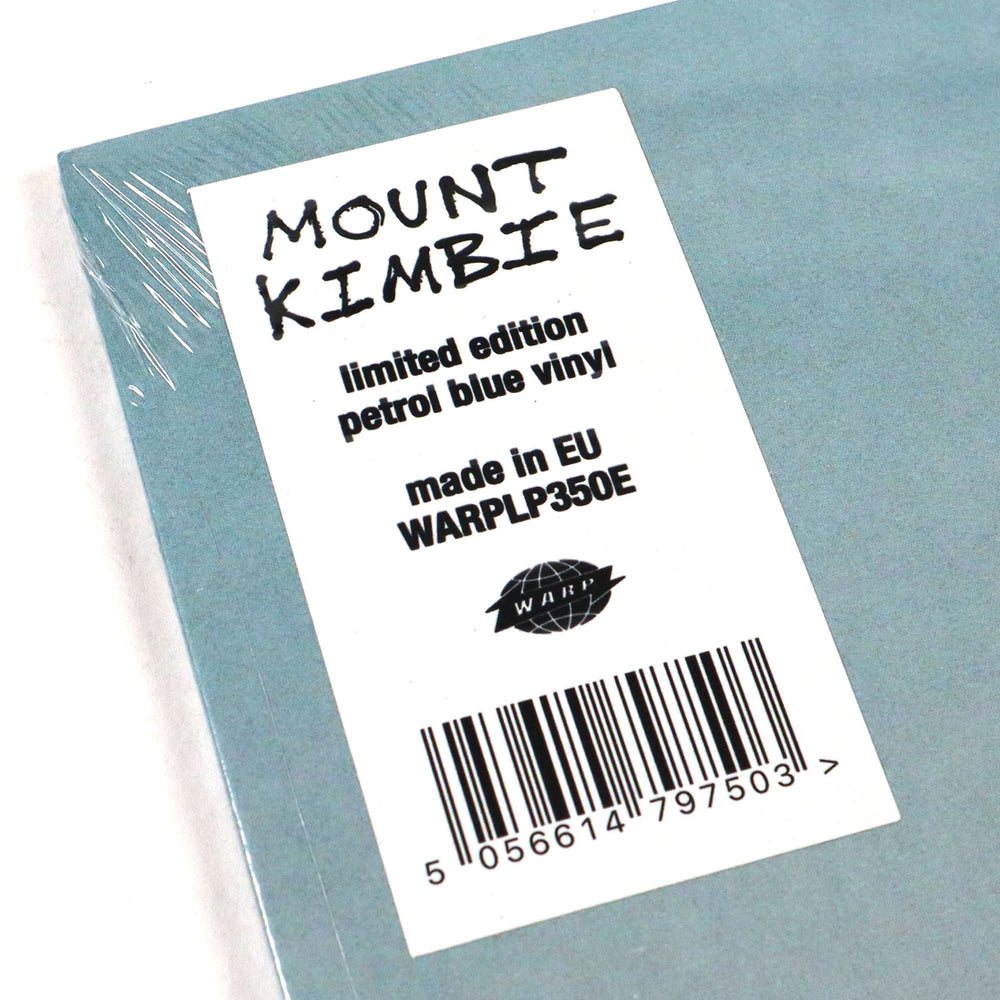 MOUNT
KIMBIE
limited edition
petrol blue vinyl
made in EU
WARPLP350E
WARP
5 056614 797503 >